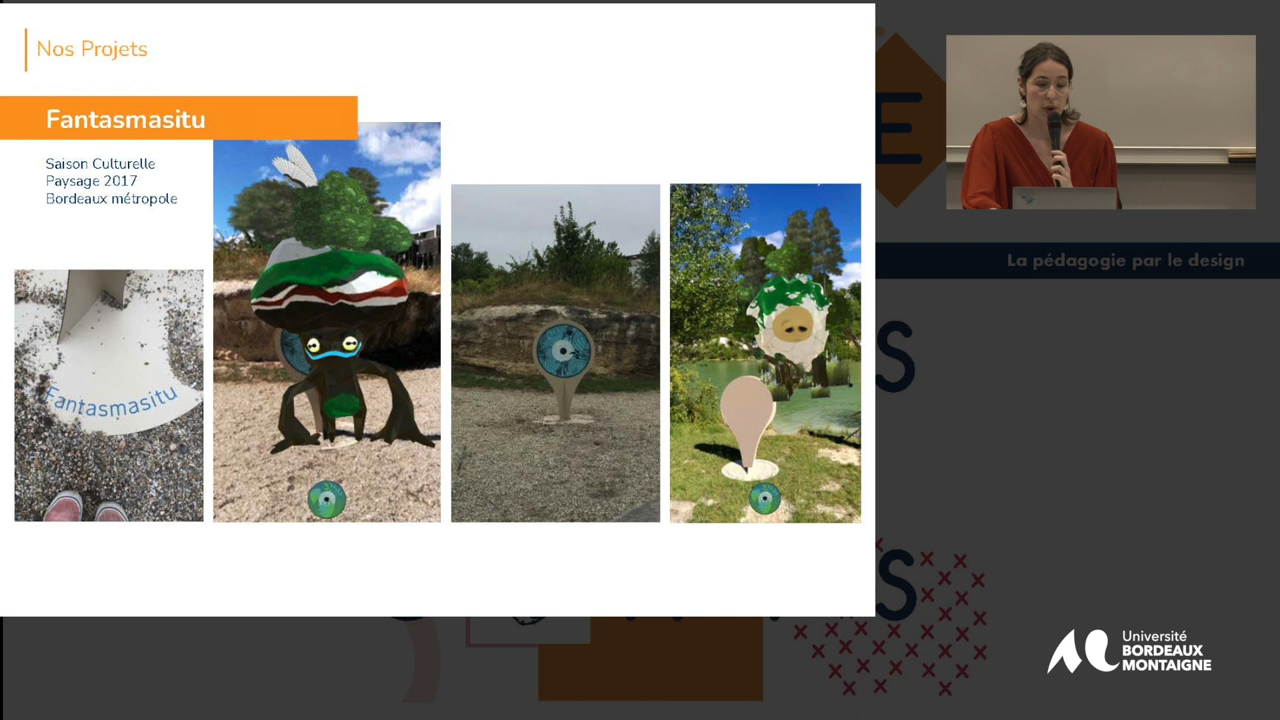 Nos Projets
Fantasmasitu
Saison Culturelle
Paysage 2017
Bordeaux métropole
Fantasmasitu
E
La pédagogie par le design
S
S
Université
BORDEAUX
MONTAIGNE